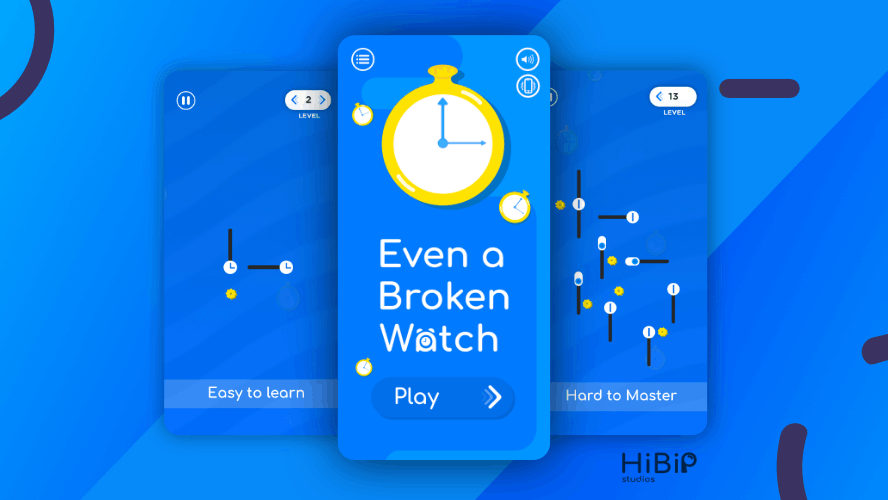 2
LEVEL
Easy to learn
Even a
Broken
Watch
Play
13
LEVEL
Hard to Master
HiBiP
studios